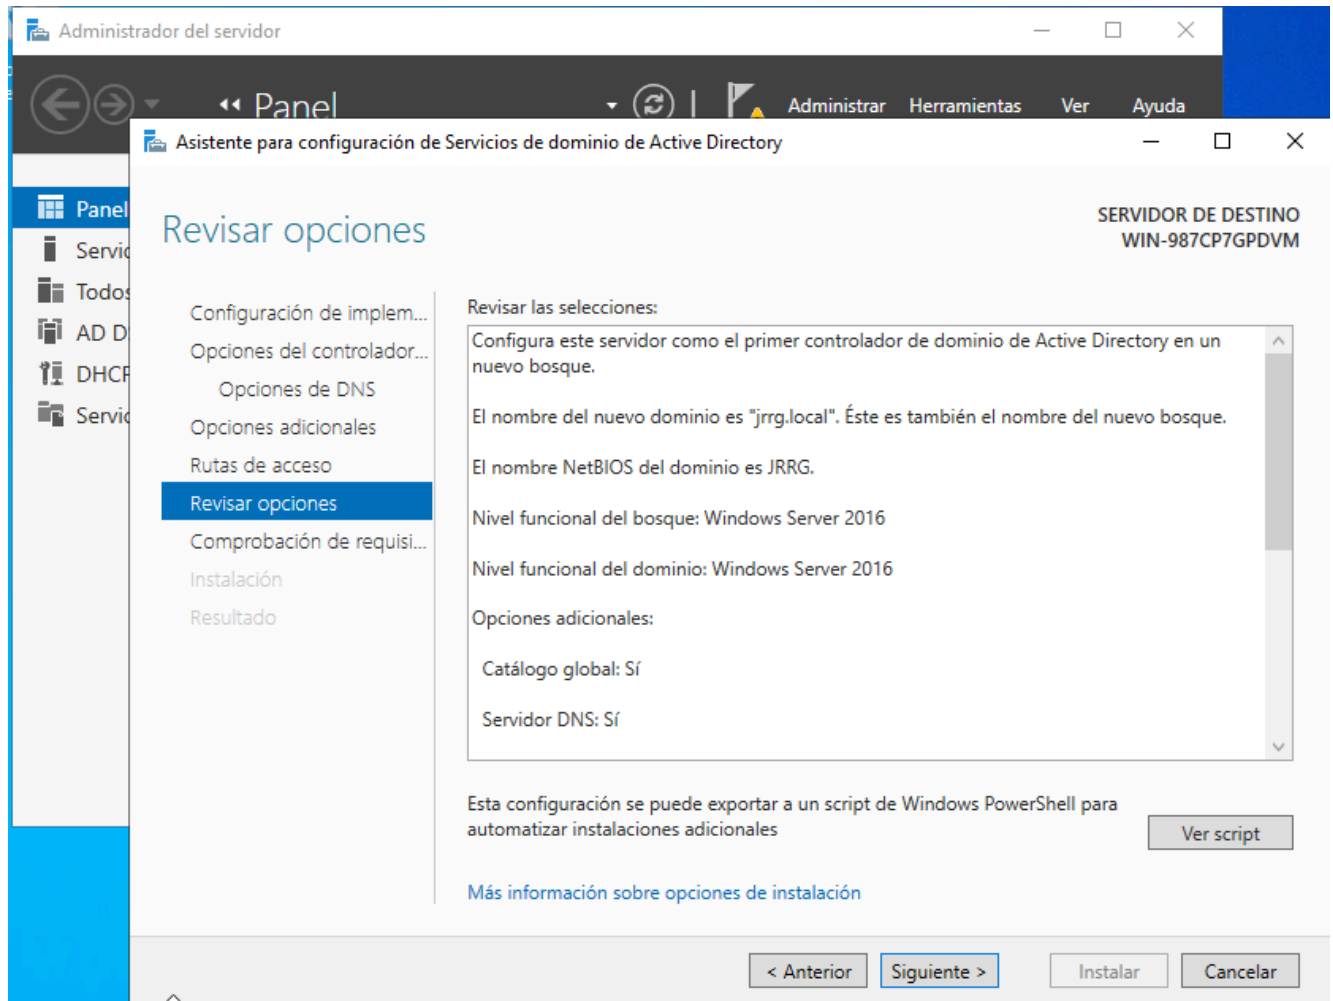 Administrador del servidor
Panel
Administrar Herramientas Ver Ayuda
Asistente para configuración de Servicios de dominio de Active Directory
Panel
Todos
AD D
Revisar opciones
SERVIDOR DE DESTINO
WIN-987CP7GPDVM
Configuración de implem...
Opciones del controlador...
Opciones de DNS
Opciones adicionales
Rutas de acceso
Revisar opciones
Comprobación de requisi...
Instalación
Resultado
Revisar las selecciones:
Configura este servidor como el primer controlador de dominio de Active Directory en un
nuevo bosque.
El nombre del nuevo dominio es "jrrg.local". Éste es también el nombre del nuevo bosque.
El nombre NetBIOS del dominio es JRRG.
Nivel funcional del bosque: Windows Server 2016
Nivel funcional del dominio: Windows Server 2016
Opciones adicionales:
Catálogo global: Sí
Servidor DNS: Sí
Esta configuración se puede exportar a un script de Windows PowerShell para
automatizar instalaciones adicionales
Ver script
Más información sobre opciones de instalación
< Anterior Siguiente > Instalar Cancelar